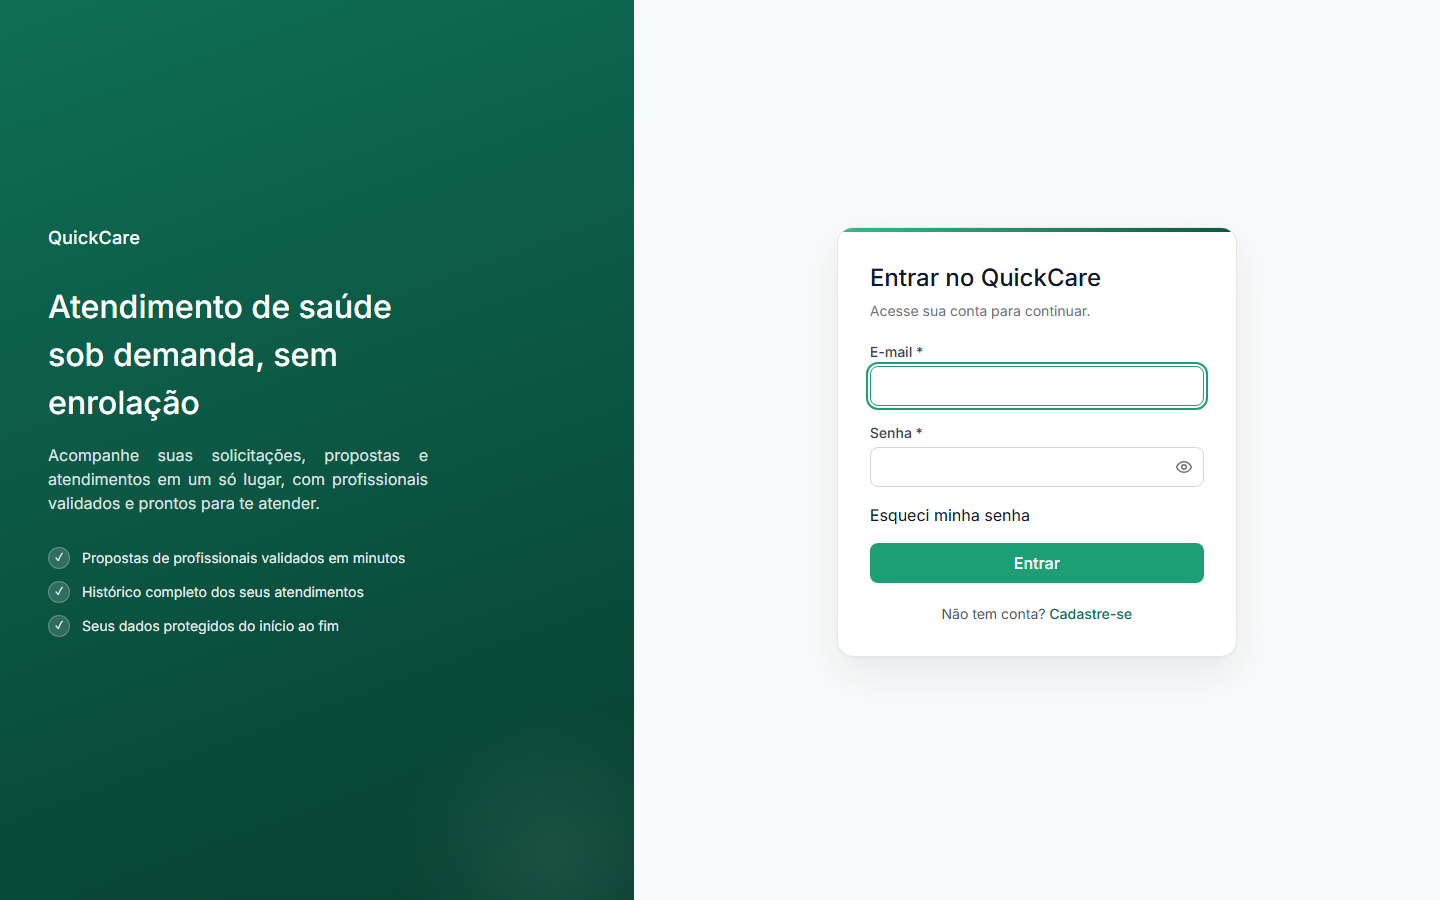 QuickCare
Atendimento de saúde
sob demanda, sem
enrolação
Acompanhe suas solicitações, propostas e
atendimentos em um só lugar, com profissionais
validados e prontos para te atender.
✓ Propostas de profissionais validados em minutos
✓ Histórico completo dos seus atendimentos
✓ Seus dados protegidos do início ao fim
Entrar no QuickCare
Acesse sua conta para continuar.
E-mail *
Senha *
Esqueci minha senha
Entrar
Não tem conta? Cadastre-se